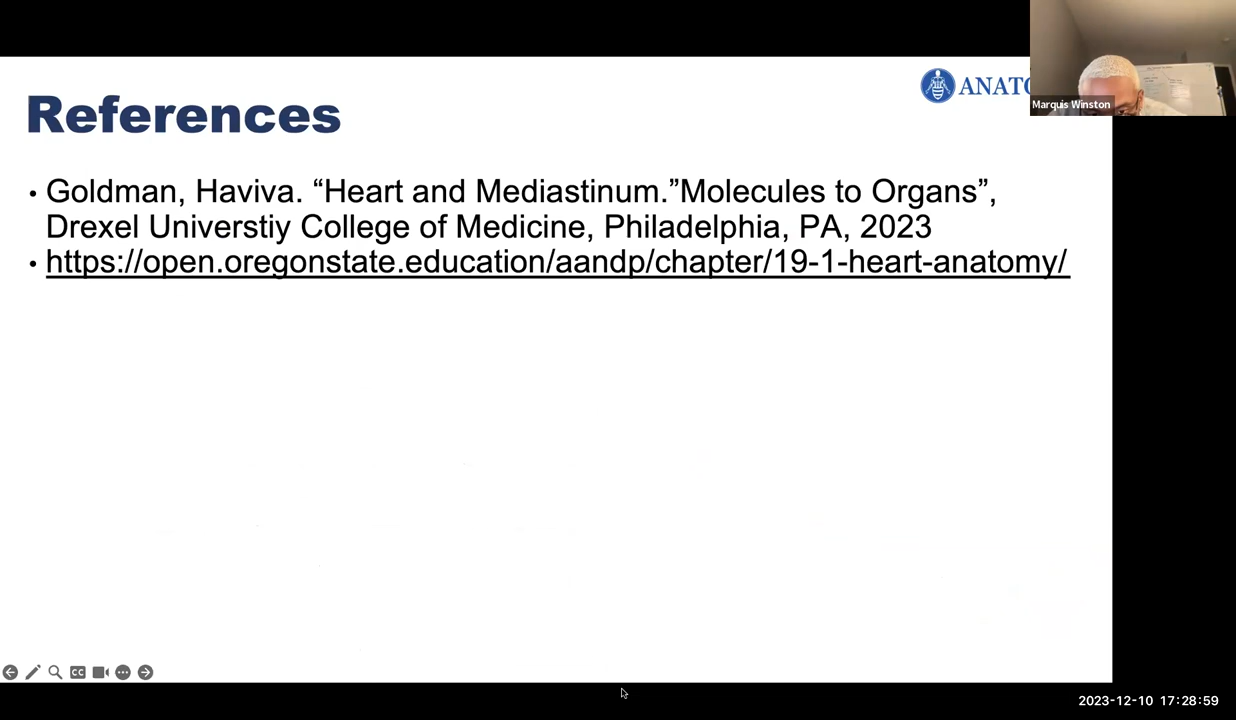 ANATO
Marquis Winston
References
• Goldman, Haviva. “Heart and Mediastinum.”Molecules to Organs”,
Drexel Universtiy College of Medicine, Philadelphia, PA, 2023
• https://open.oregonstate.education/aandp/chapter/19-1-heart-anatomy/
CC
2023-12-10 17:28:59